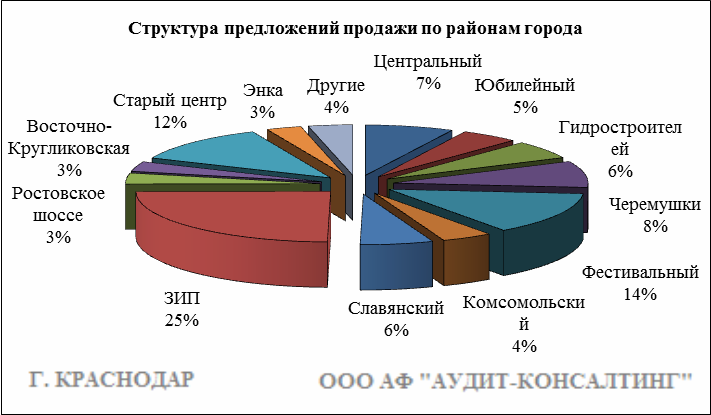 Структура предложений продажи по районам города
Центральный
7%
Юбилейный
5%
Гидростроител
ей
6%
Черемушки
8%
Фестивальный
14%
Комсомольски
й
4%
Славянский
6%
ЗИП
25%
Ростовское
шоссе
3%
Восточно-
Кругликовская
3%
Старый центр
12%
Энка
3%
Другие
4%
Г. КРАСНОДАР
ООО АФ "АУДИТ-КОНСАЛТИНГ"